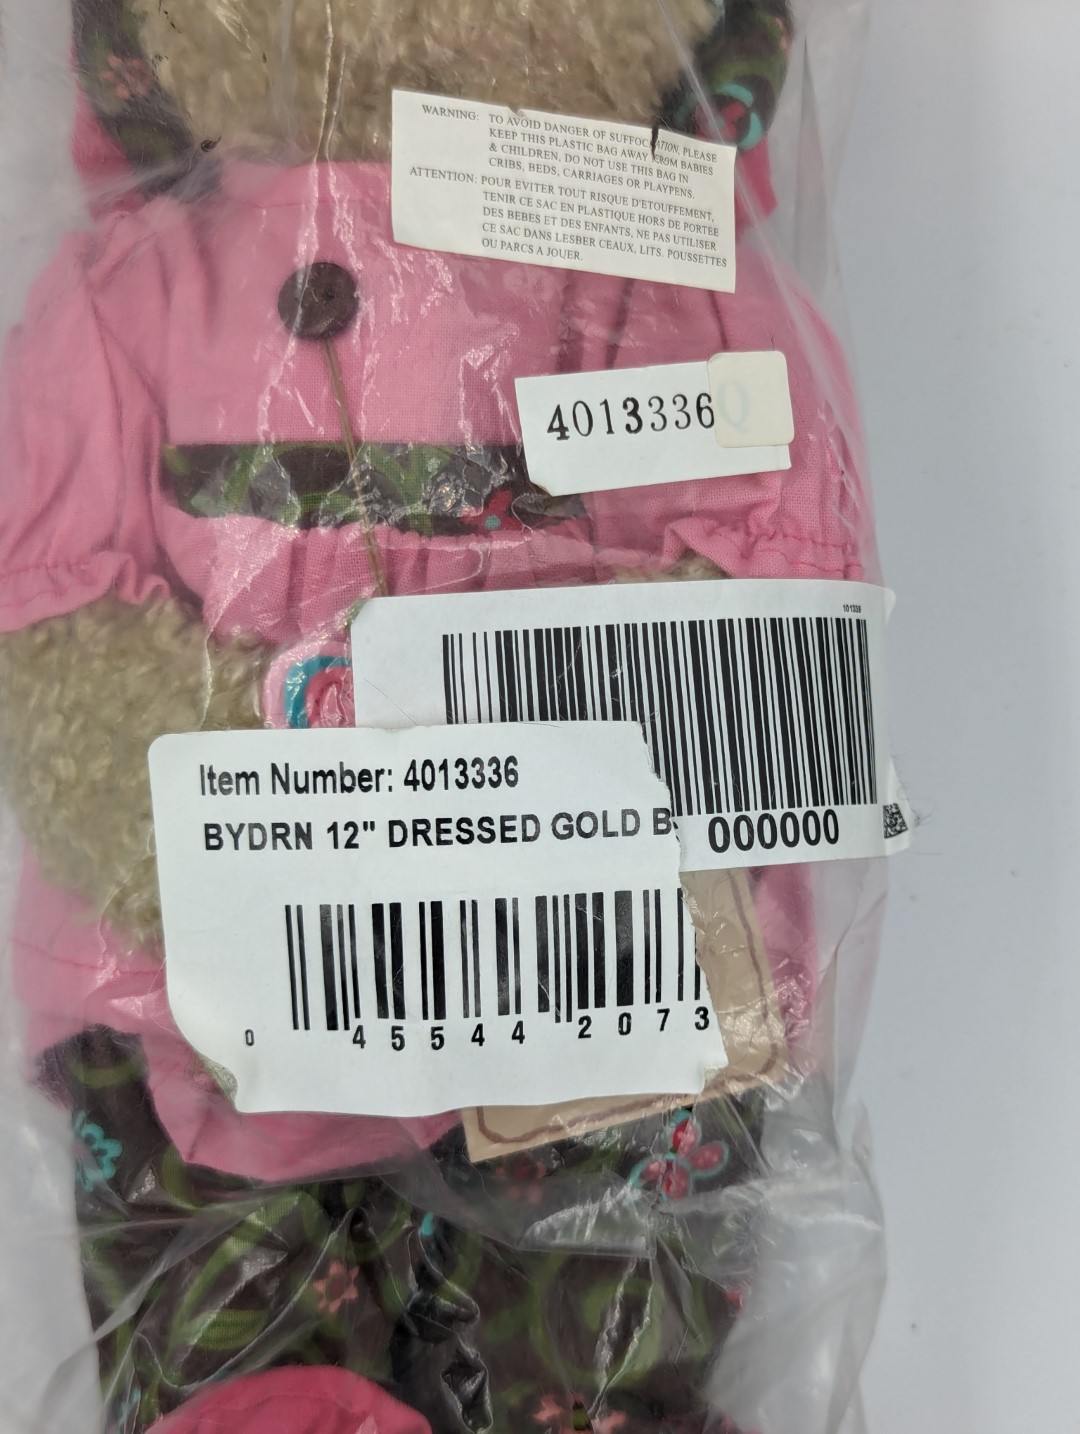 WARNING: TO AVOID DANGER OF SUFFOCATION, PLEASE
KEEP THIS PLASTIC BAG AWAY FROM BABIES
& CHILDREN, DO NOT USE THIS BAG IN
CRIBS, BEDS, CARRIAGES OR PLAYPENS.
ATTENTION: POUR EVITER TOUT RISQUE D'ETOUFFEMENT,
TENIR CE SAC EN PLASTIQUE HORS DE PORTEE
DES BEBES ET DES ENFANTS, NE PAS UTILISER
CE SAC DANS LESBER CEAUX, LITS. POUSSETTES
OU PARCS A JOUER.
4013336Q
101336
000000
Item Number: 4013336
BYDRN 12" DRESSED GOLD B
0 45544 2073